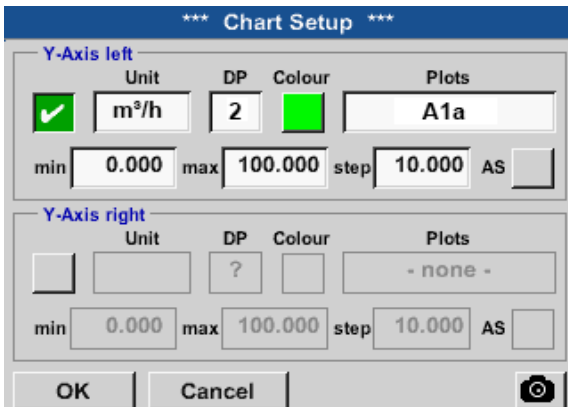 *** Chart Setup ***
Y-Axis left
Unit DP Colour Plots
m³/h 2 A1a
min 0.000 max 100.000 step 10.000 AS
Y-Axis right
Unit DP Colour Plots
? - none -
min 0.000 max 100.000 step 10.000 AS
OK Cancel